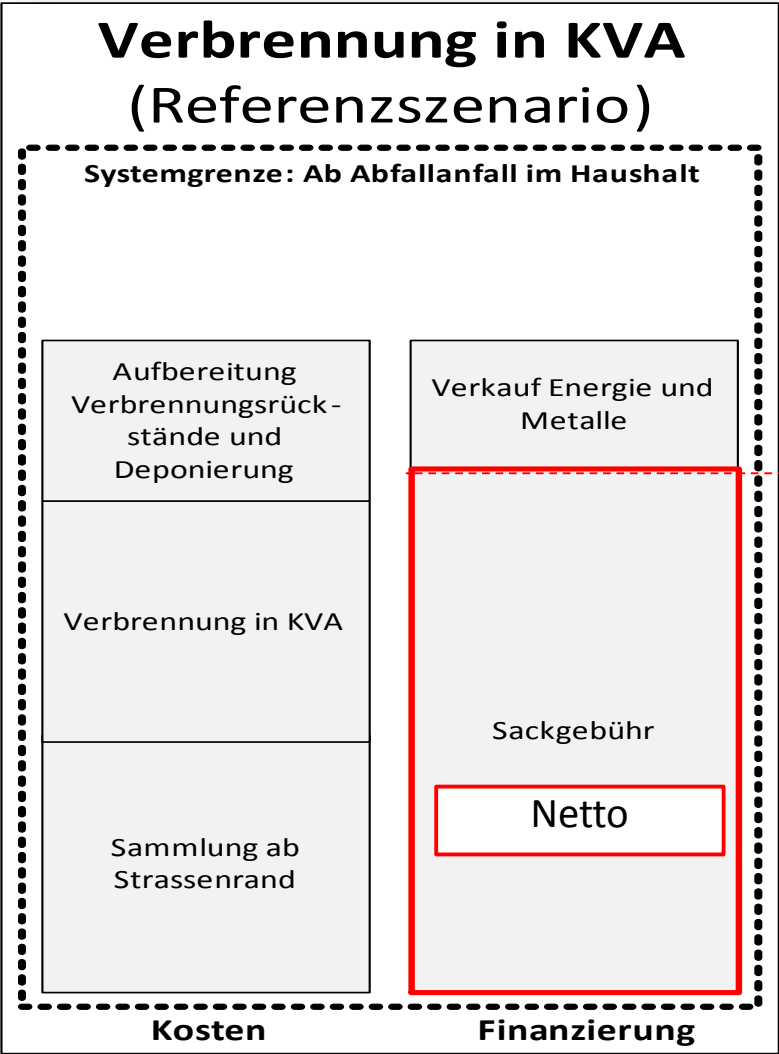 Verbrennung in KVA
(Referenzszenario)
Systemgrenze: Ab Abfallanfall im Haushalt
Aufbereitung
Verbrennungsrück-
stände und
Deponierung
Verbrennung in KVA
Sammlung ab
Strassenrand
Kosten
Verkauf Energie und
Metalle
Sackgebühr
Netto
Finanzierung